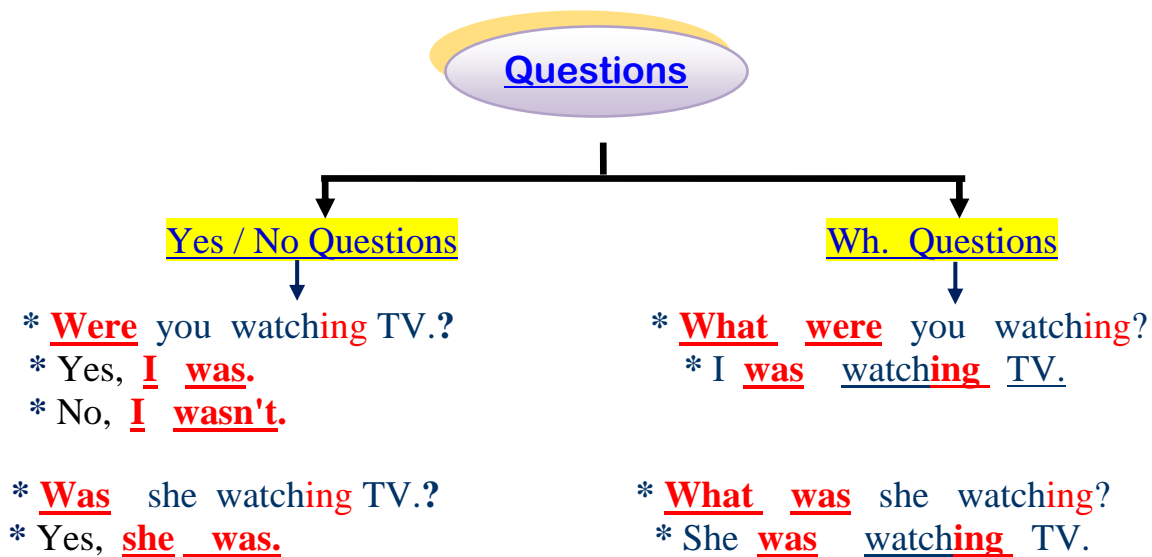 Questions
Yes / No Questions
* Were you watching TV.?
* Yes, I was.
* No, I wasn't.
* Was she watching TV.?
* Yes, she was.
Wh. Questions
* What were you watching?
* I was watching TV.
* What was she watching?
* She was watching TV.